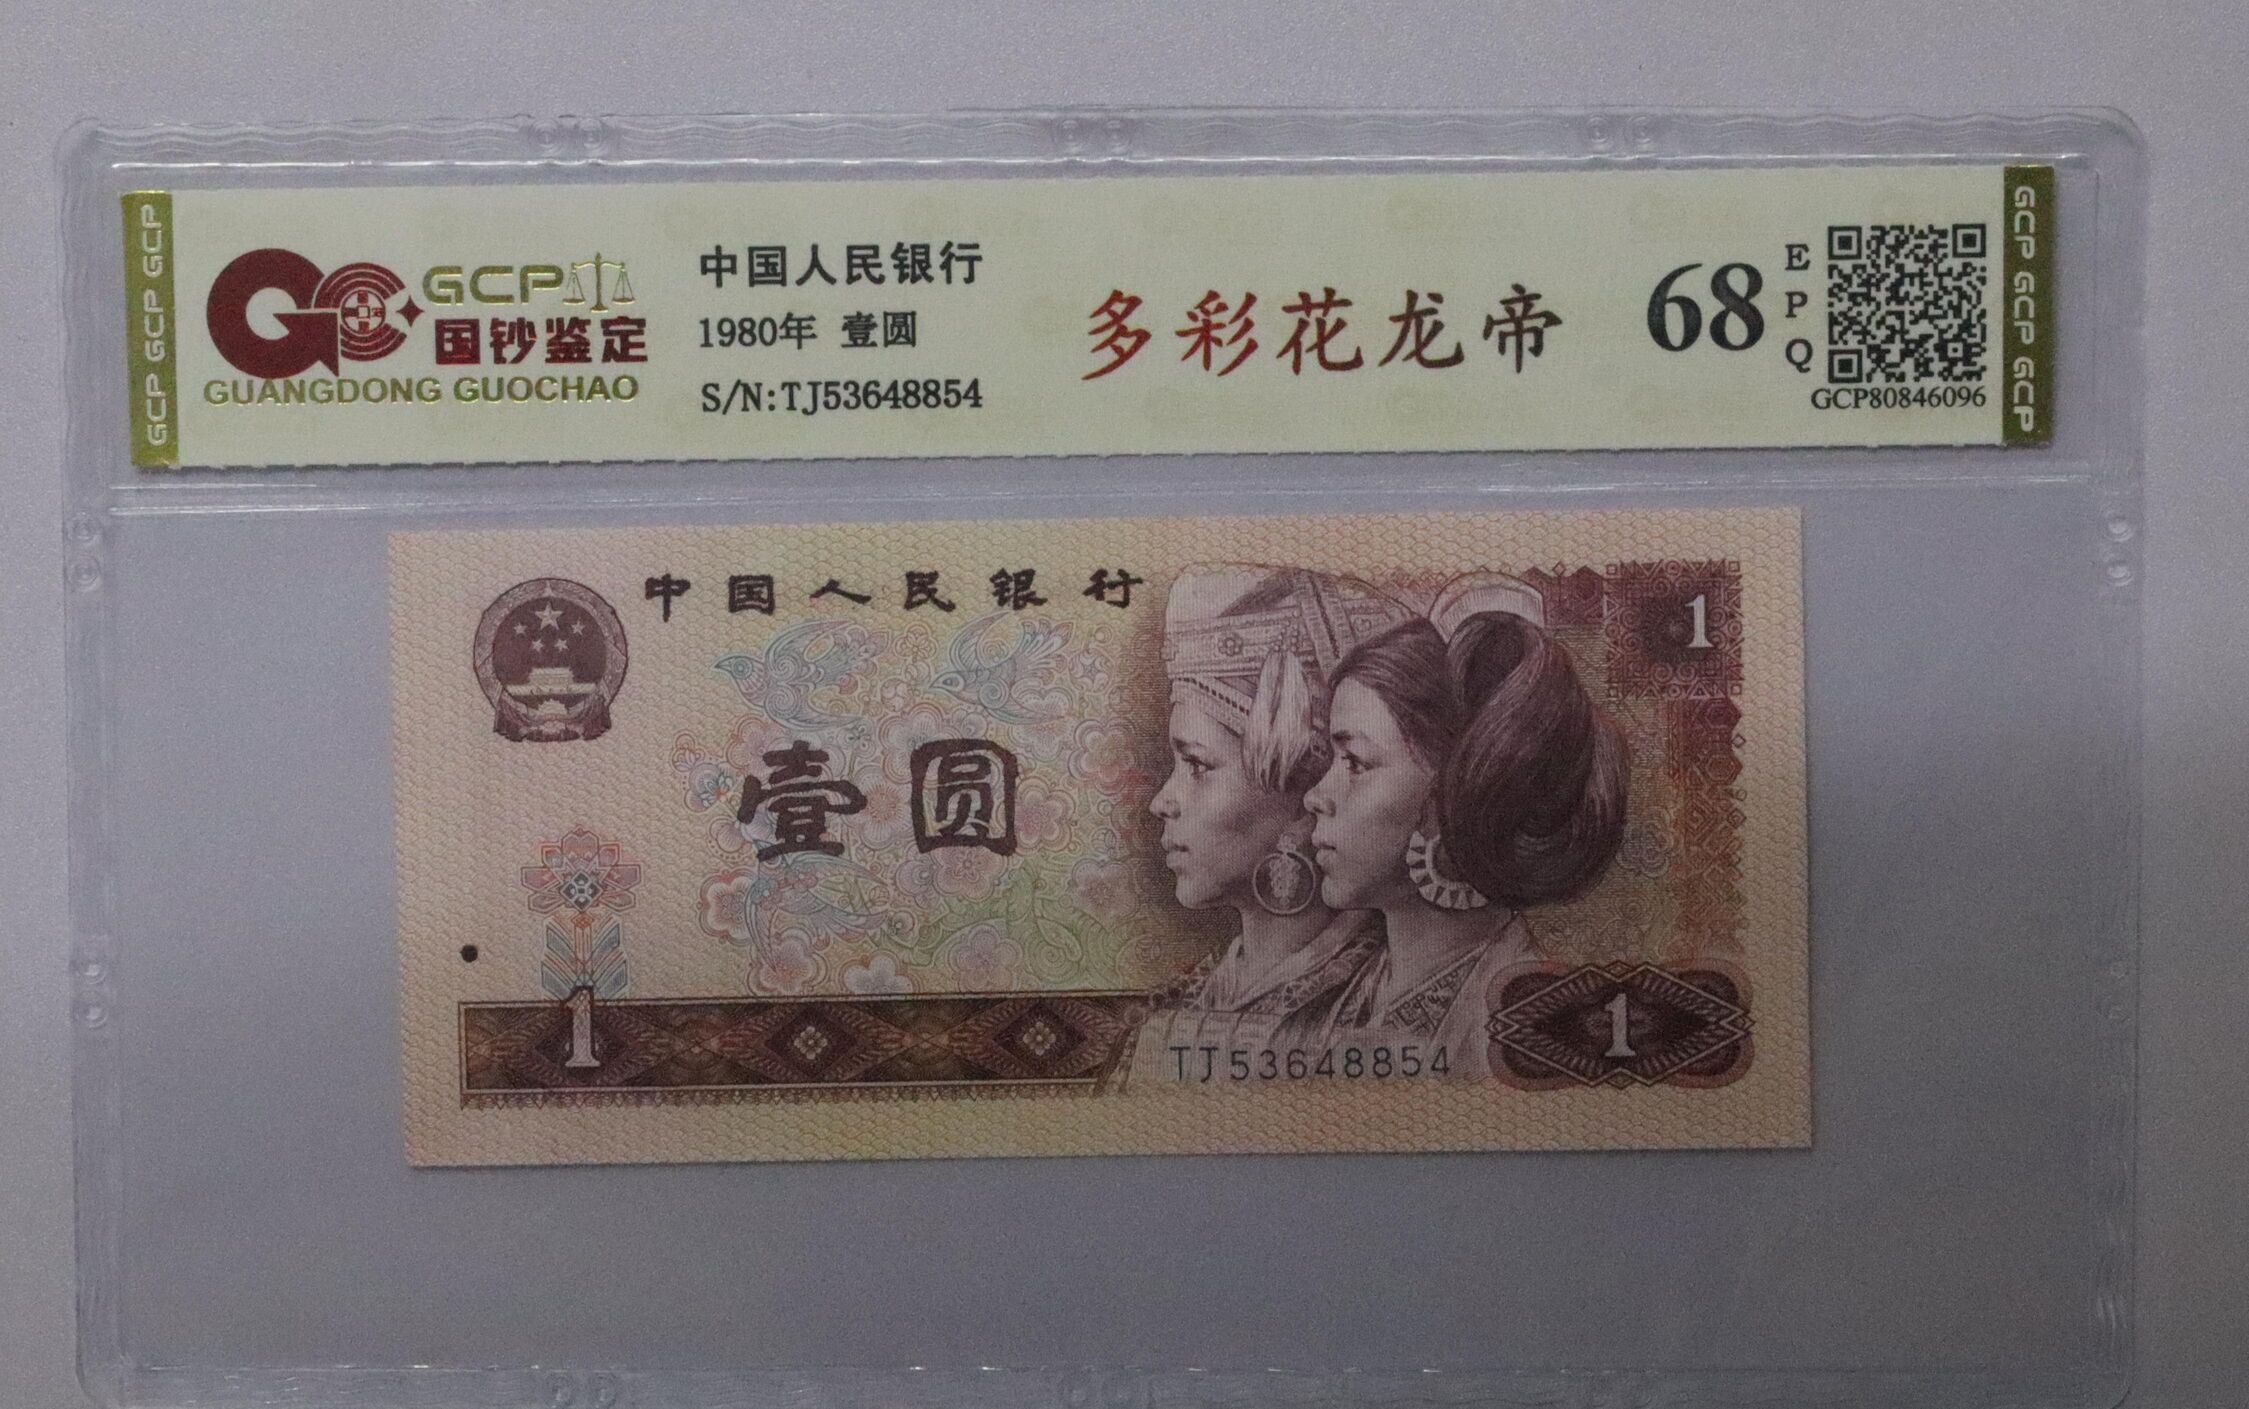 GCP GCP GCP
GCP
国钞鉴定
GUANGDONG GUOCHAO
中国人民银行
1980年 壹圆
S/N:TJ53648854
多彩花龙帝
68
EPQ
GCP80846096
GCP GCP GCP
中国人民银行
1
壹圆
1
1
TJ53648854